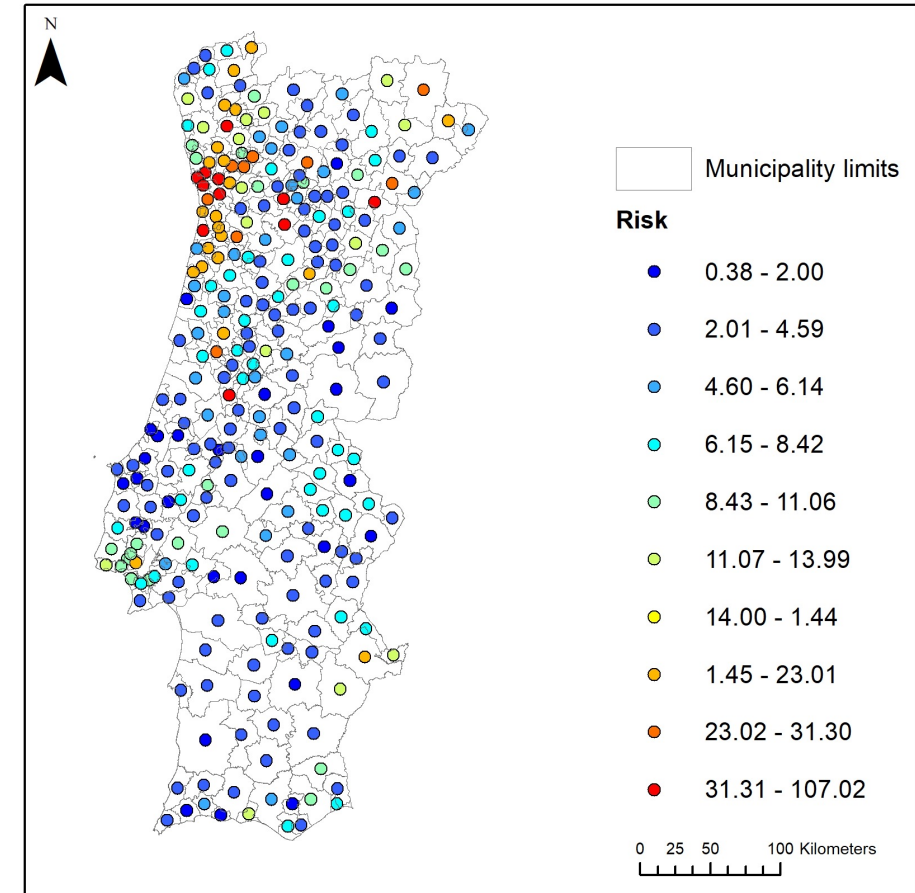 N
Municipality limits
Risk
0.38 - 2.00
2.01 - 4.59
4.60 - 6.14
6.15 - 8.42
8.43 - 11.06
11.07 - 13.99
14.00 - 1.44
1.45 - 23.01
23.02 - 31.30
31.31 - 107.02
0 25 50 100 Kilometers